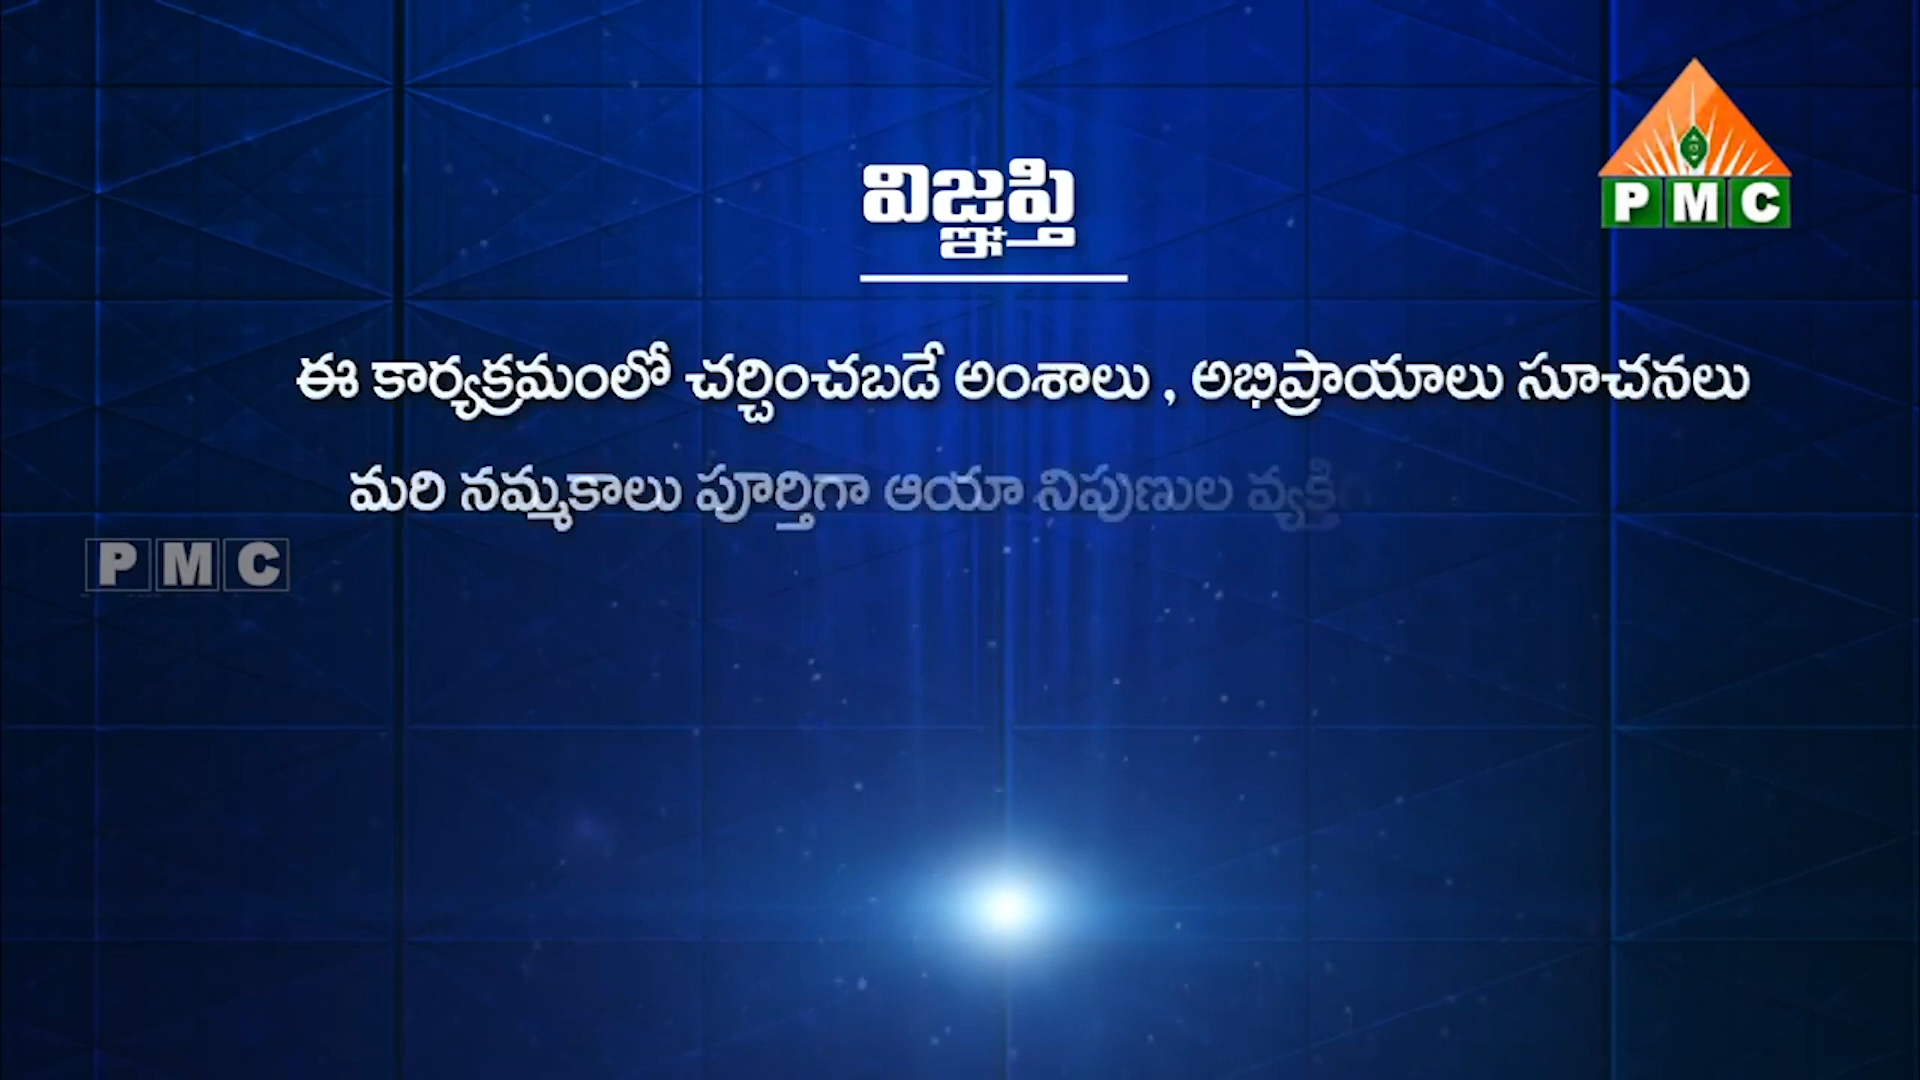 విజ్ఞప్తి
PMC
ఈ కార్యక్రమంలో చర్చించబడే అంశాలు , అభిప్రాయాలు సూచనలు
మరి నమ్మకాలు పూర్తిగా ఆయా నిపుణుల
PMC